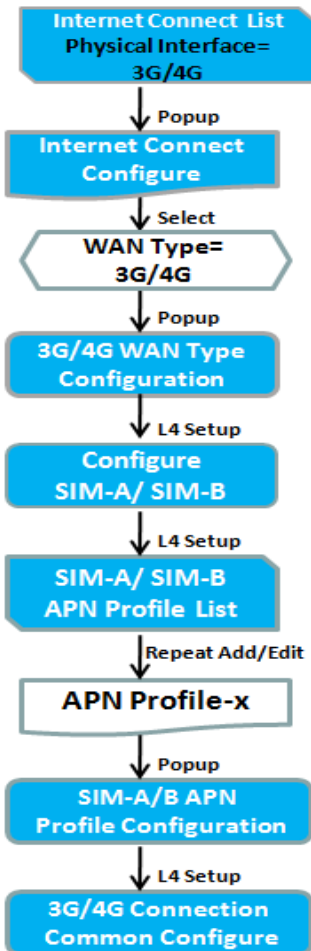 Internet Connect List
Physical Interface=
3G/4G
Popup
Internet Connect
Configure
Select
WAN Type=
3G/4G
Popup
3G/4G WAN Type
Configuration
L4 Setup
Configure
SIM-A/ SIM-B
L4 Setup
SIM-A/ SIM-B
APN Profile List
Repeat Add/Edit
APN Profile-x
Popup
SIM-A/B APN
Profile Configuration
L4 Setup
3G/4G Connection
Common Configure